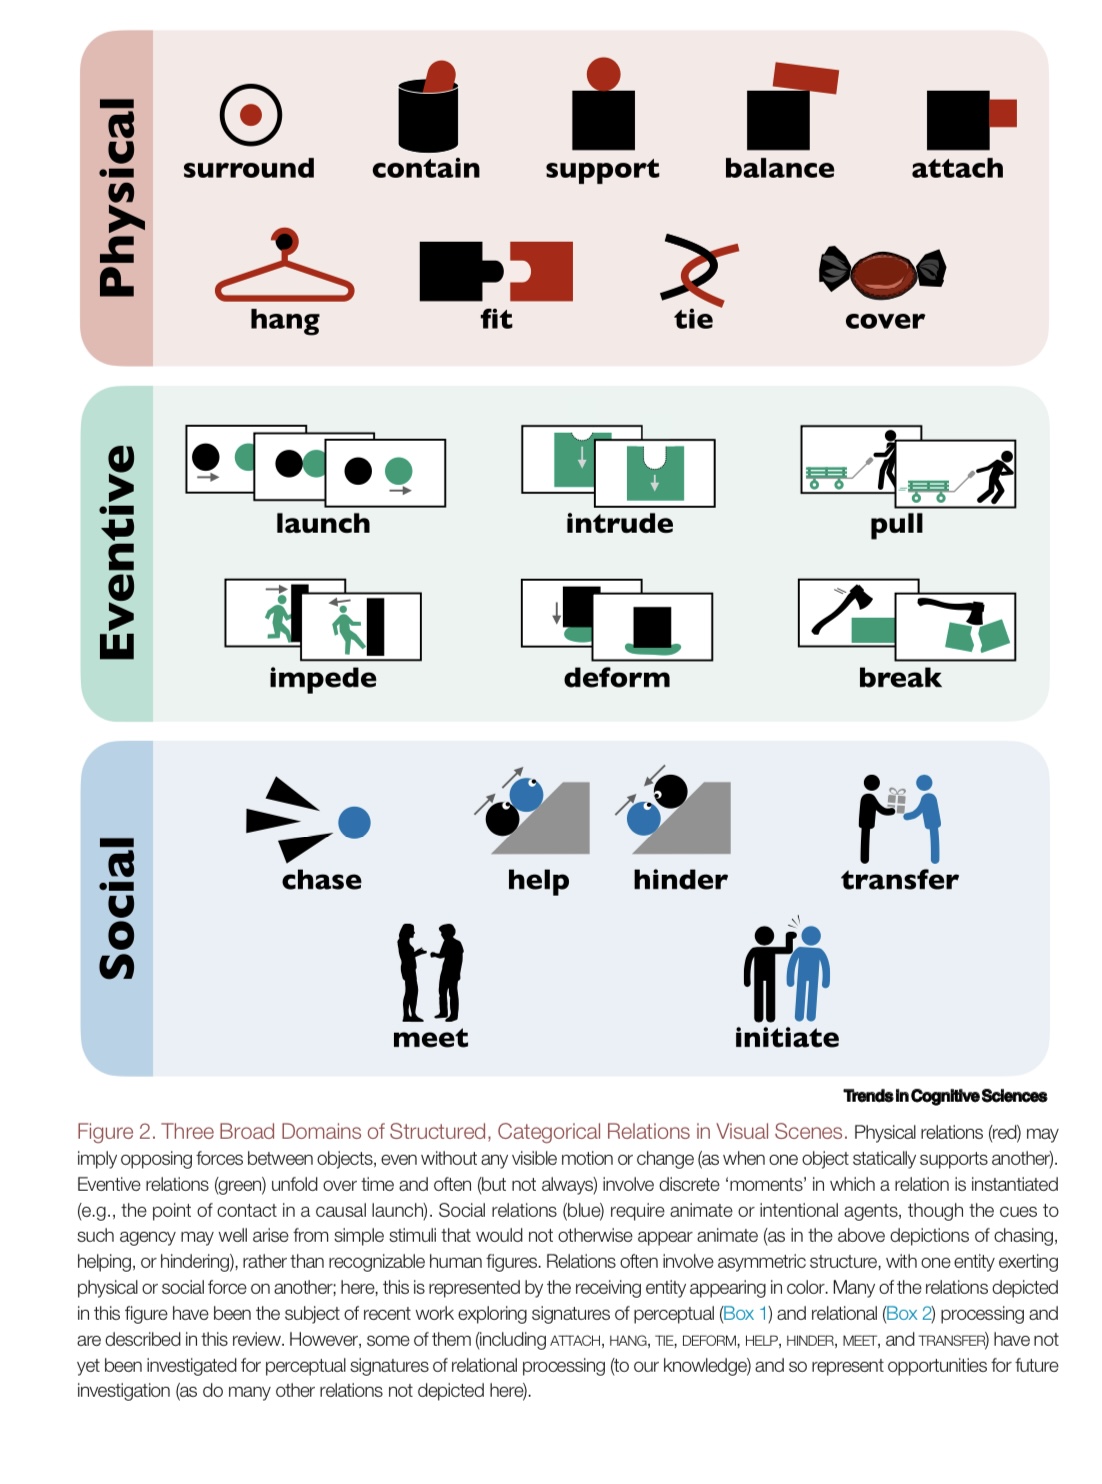 Physical
surround contain support balance attach
hang fit tie cover
Eventive
launch intrude pull
impede deform break
Social
chase help hinder transfer
meet initiate
Trends in Cognitive Sciences
Figure 2. Three Broad Domains of Structured, Categorical Relations in Visual Scenes. Physical relations (red) may
imply opposing forces between objects, even without any visible motion or change (as when one object statically supports another).
Eventive relations (green) unfold over time and often (but not always) involve discrete ‘moments’ in which a relation is instantiated
(e.g., the point of contact in a causal launch). Social relations (blue) require animate or intentional agents, though the cues to
such agency may well arise from simple stimuli that would not otherwise appear animate (as in the above depictions of chasing,
helping, or hindering), rather than recognizable human figures. Relations often involve asymmetric structure, with one entity exerting
physical or social force on another; here, this is represented by the receiving entity appearing in color. Many of the relations depicted
in this figure have been the subject of recent work exploring signatures of perceptual (Box 1) and relational (Box 2) processing and
are described in this review. However, some of them (including ATTACH, HANG, TIE, DEFORM, HELP, HINDER, MEET, and TRANSFER) have not
yet been investigated for perceptual signatures of relational processing (to our knowledge) and so represent opportunities for future
investigation (as do many other relations not depicted here).